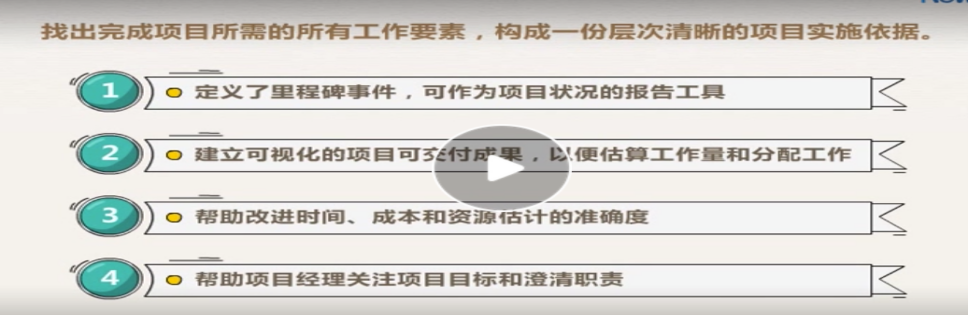 找出完成项目所需的所有工作要素，构成一份层次清晰的项目实施依据。
1 定义了里程碑事件，可作为项目状况的报告工具
2 建立可视化的项目可交付成果，以便估算工作量和分配工作
3 帮助改进时间、成本和资源估计的准确度
4 帮助项目经理关注项目目标和澄清职责